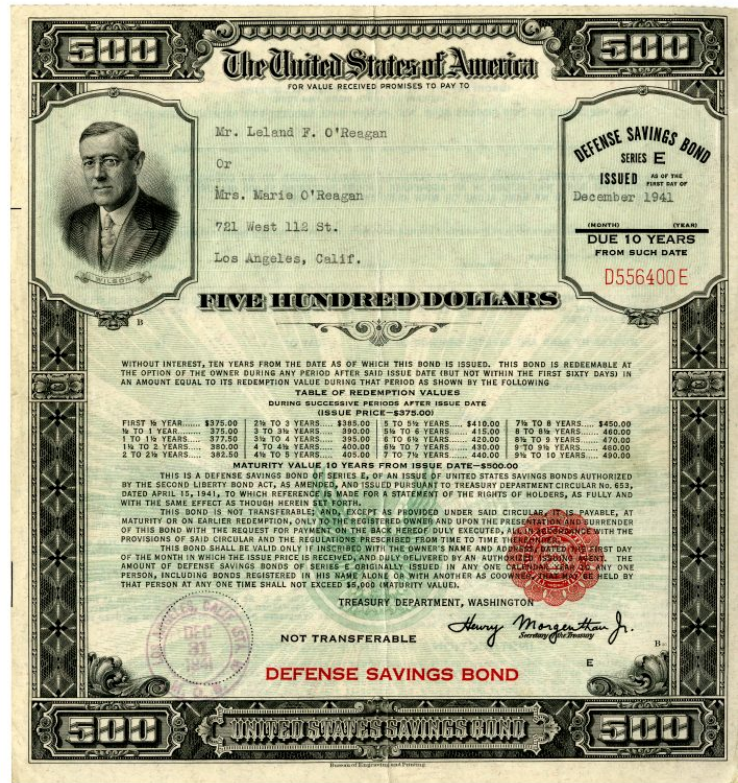 500
500
The United States of America
FOR VALUE RECEIVED PROMISES TO PAY TO
Mr. Leland F. O'Reagan
Or
Mrs. Marie O'Reagan
721 West 112 St.
Los Angeles, Calif.
WILSON
DEFENSE SAVINGS BOND
SERIES E
ISSUED AS OF THE FIRST DAY OF
December 1941
(MONTH) (YEAR)
DUE 10 YEARS
FROM SUCH DATE
D556400E
FIVE HUNDRED DOLLARS
B
WITHOUT INTEREST, TEN YEARS FROM THE DATE AS OF WHICH THIS BOND IS ISSUED. THIS BOND IS REDEEMABLE AT
THE OPTION OF THE OWNER DURING ANY PERIOD AFTER SAID ISSUE DATE (BUT NOT WITHIN THE FIRST SIXTY DAYS) IN
AN AMOUNT EQUAL TO ITS REDEMPTION VALUE DURING THAT PERIOD AS SHOWN BY THE FOLLOWING
TABLE OF REDEMPTION VALUES
DURING SUCCESSIVE PERIODS AFTER ISSUE DATE
(ISSUE PRICE—$375.00)
FIRST ½ YEAR...... $375.00 2½ TO 3 YEARS.... $385.00 5 TO 5½ YEARS...... $410.00 7½ TO 8 YEARS..... $450.00
½ TO 1 YEAR...... 375.00 3 TO 3½ YEARS.... 390.00 5½ TO 6 YEARS...... 415.00 8 TO 8½ YEARS..... 460.00
1 TO 1½ YEARS..... 377.50 3½ TO 4 YEARS.... 395.00 6 TO 6½ YEARS...... 420.00 8½ TO 9 YEARS..... 470.00
1½ TO 2 YEARS..... 380.00 4 TO 4½ YEARS.... 400.00 6½ TO 7 YEARS...... 430.00 9 TO 9½ YEARS..... 480.00
2 TO 2½ YEARS..... 382.50 4½ TO 5 YEARS.... 405.00 7 TO 7½ YEARS...... 440.00 9½ TO 10 YEARS.... 490.00
MATURITY VALUE 10 YEARS FROM ISSUE DATE—$500.00
THIS IS A DEFENSE SAVINGS BOND OF SERIES E, OF AN ISSUE OF UNITED STATES SAVINGS BONDS AUTHORIZED
BY THE SECOND LIBERTY BOND ACT, AS AMENDED, AND ISSUED PURSUANT TO TREASURY DEPARTMENT CIRCULAR No. 653,
DATED APRIL 15, 1941, TO WHICH REFERENCE IS MADE FOR A STATEMENT OF THE RIGHTS OF HOLDERS, AS FULLY AND
WITH THE SAME EFFECT AS THOUGH HEREIN SET FORTH.
THIS BOND IS NOT TRANSFERABLE; AND, EXCEPT AS PROVIDED UNDER SAID CIRCULAR, IS PAYABLE, AT
MATURITY OR ON EARLIER REDEMPTION, ONLY TO THE REGISTERED OWNER AND UPON THE PRESENTATION AND SURRENDER
OF THIS BOND WITH THE REQUEST FOR PAYMENT ON THE BACK HEREOF DULY EXECUTED, ALL IN ACCORDANCE WITH THE
PROVISIONS OF SAID CIRCULAR AND THE REGULATIONS PRESCRIBED FROM TIME TO TIME THEREUNDER.
THIS BOND SHALL BE VALID ONLY IF INSCRIBED WITH THE OWNER'S NAME AND ADDRESS, DATED THE FIRST DAY
OF THE MONTH IN WHICH THE ISSUE PRICE IS RECEIVED, AND DULY DELIVERED BY AN AUTHORIZED ISSUING AGENT. THE
AMOUNT OF DEFENSE SAVINGS BONDS OF SERIES E ORIGINALLY ISSUED IN ANY ONE CALENDAR YEAR TO ANY ONE
PERSON, INCLUDING BONDS REGISTERED IN HIS NAME ALONE OR WITH ANOTHER AS COOWNER, THAT MAY BE HELD BY
THAT PERSON AT ANY ONE TIME SHALL NOT EXCEED $5,000 (MATURITY VALUE).
TREASURY DEPARTMENT, WASHINGTON
LOS ANGELES, CALIF.
DEC
31
1941
NOT TRANSFERABLE
Henry Morgenthau Jr.
Secretary of the Treasury
B
E
DEFENSE SAVINGS BOND
500
UNITED STATES SAVINGS BOND
500
Bureau of Engraving and Printing